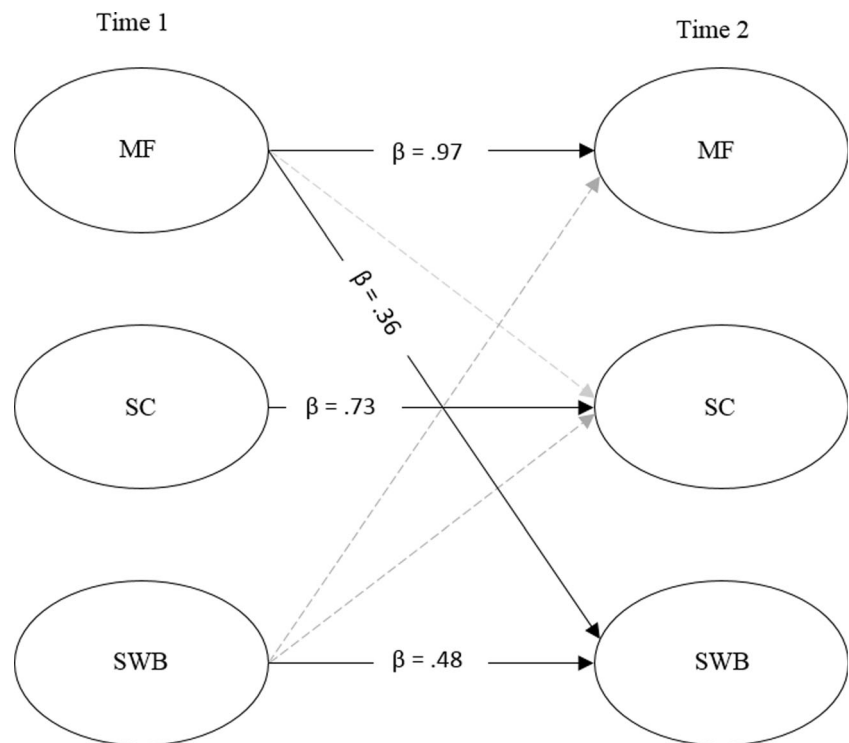 Time 1
Time 2
MF
β = .97
MF
β = .36
SC
β = .73
SC
SWB
β = .48
SWB